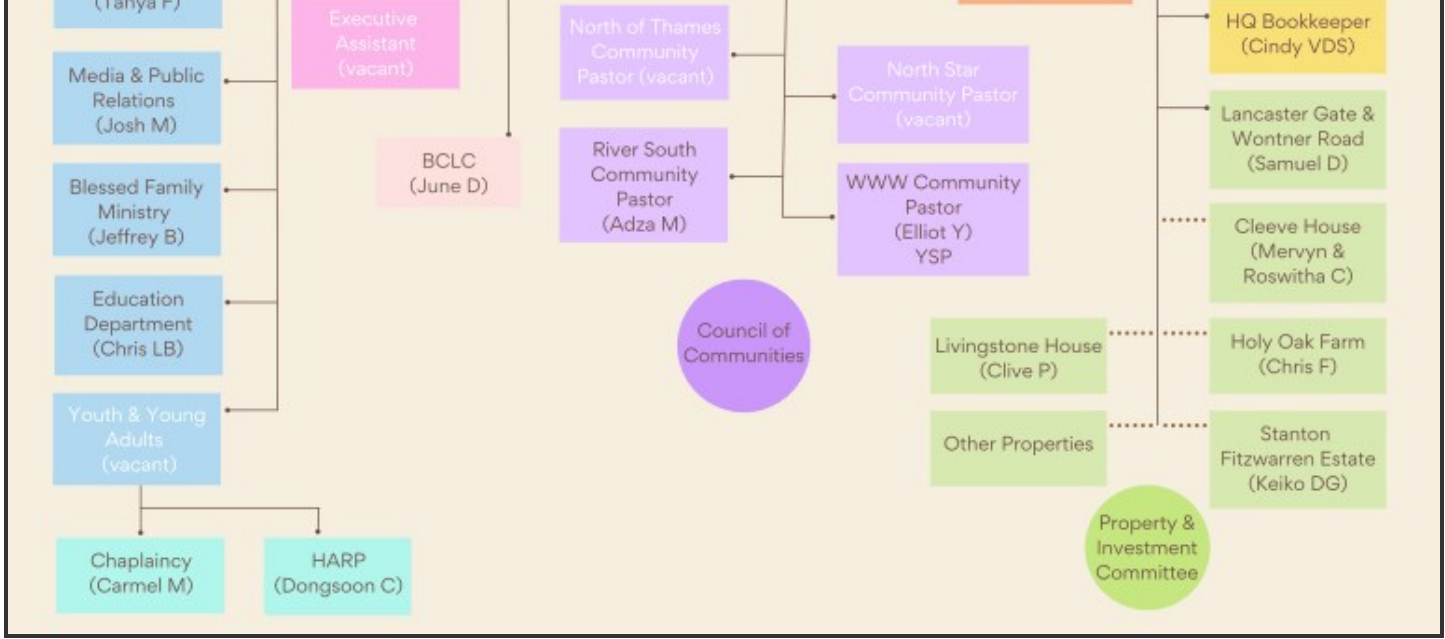 (Tanya F)
Media & Public
Relations
(Josh M)
Blessed Family
Ministry
(Jeffrey B)
Education
Department
(Chris LB)
Youth & Young
Adults
(vacant)
Chaplaincy
(Carmel M)
HARP
(Dongsoon C)
Executive
Assistant
(vacant)
BCLC
(June D)
North of Thames
Community
Pastor (vacant)
River South
Community
Pastor
(Adza M)
North Star
Community Pastor
(vacant)
WWW Community
Pastor
(Elliot Y)
YSP
Council of
Communities
HQ Bookkeeper
(Cindy VDS)
Lancaster Gate &
Wontner Road
(Samuel D)
Cleeve House
(Mervyn &
Roswitha C)
Livingstone House
(Clive P)
Holy Oak Farm
(Chris F)
Other Properties
Stanton
Fitzwarren Estate
(Keiko DG)
Property &
Investment
Committee